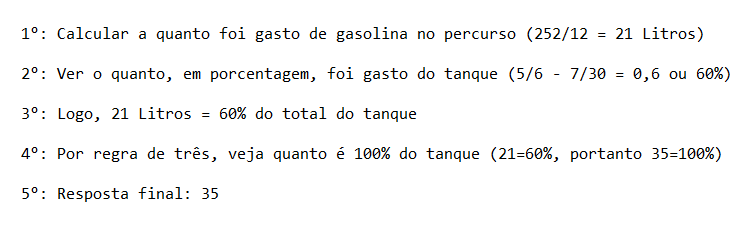 1º: Calcular a quanto foi gasto de gasolina no percurso (252/12 = 21 Litros)
2º: Ver o quanto, em porcentagem, foi gasto do tanque (5/6 - 7/30 = 0,6 ou 60%)
3º: Logo, 21 Litros = 60% do total do tanque
4º: Por regra de três, veja quanto é 100% do tanque (21=60%, portanto 35=100%)
5º: Resposta final: 35